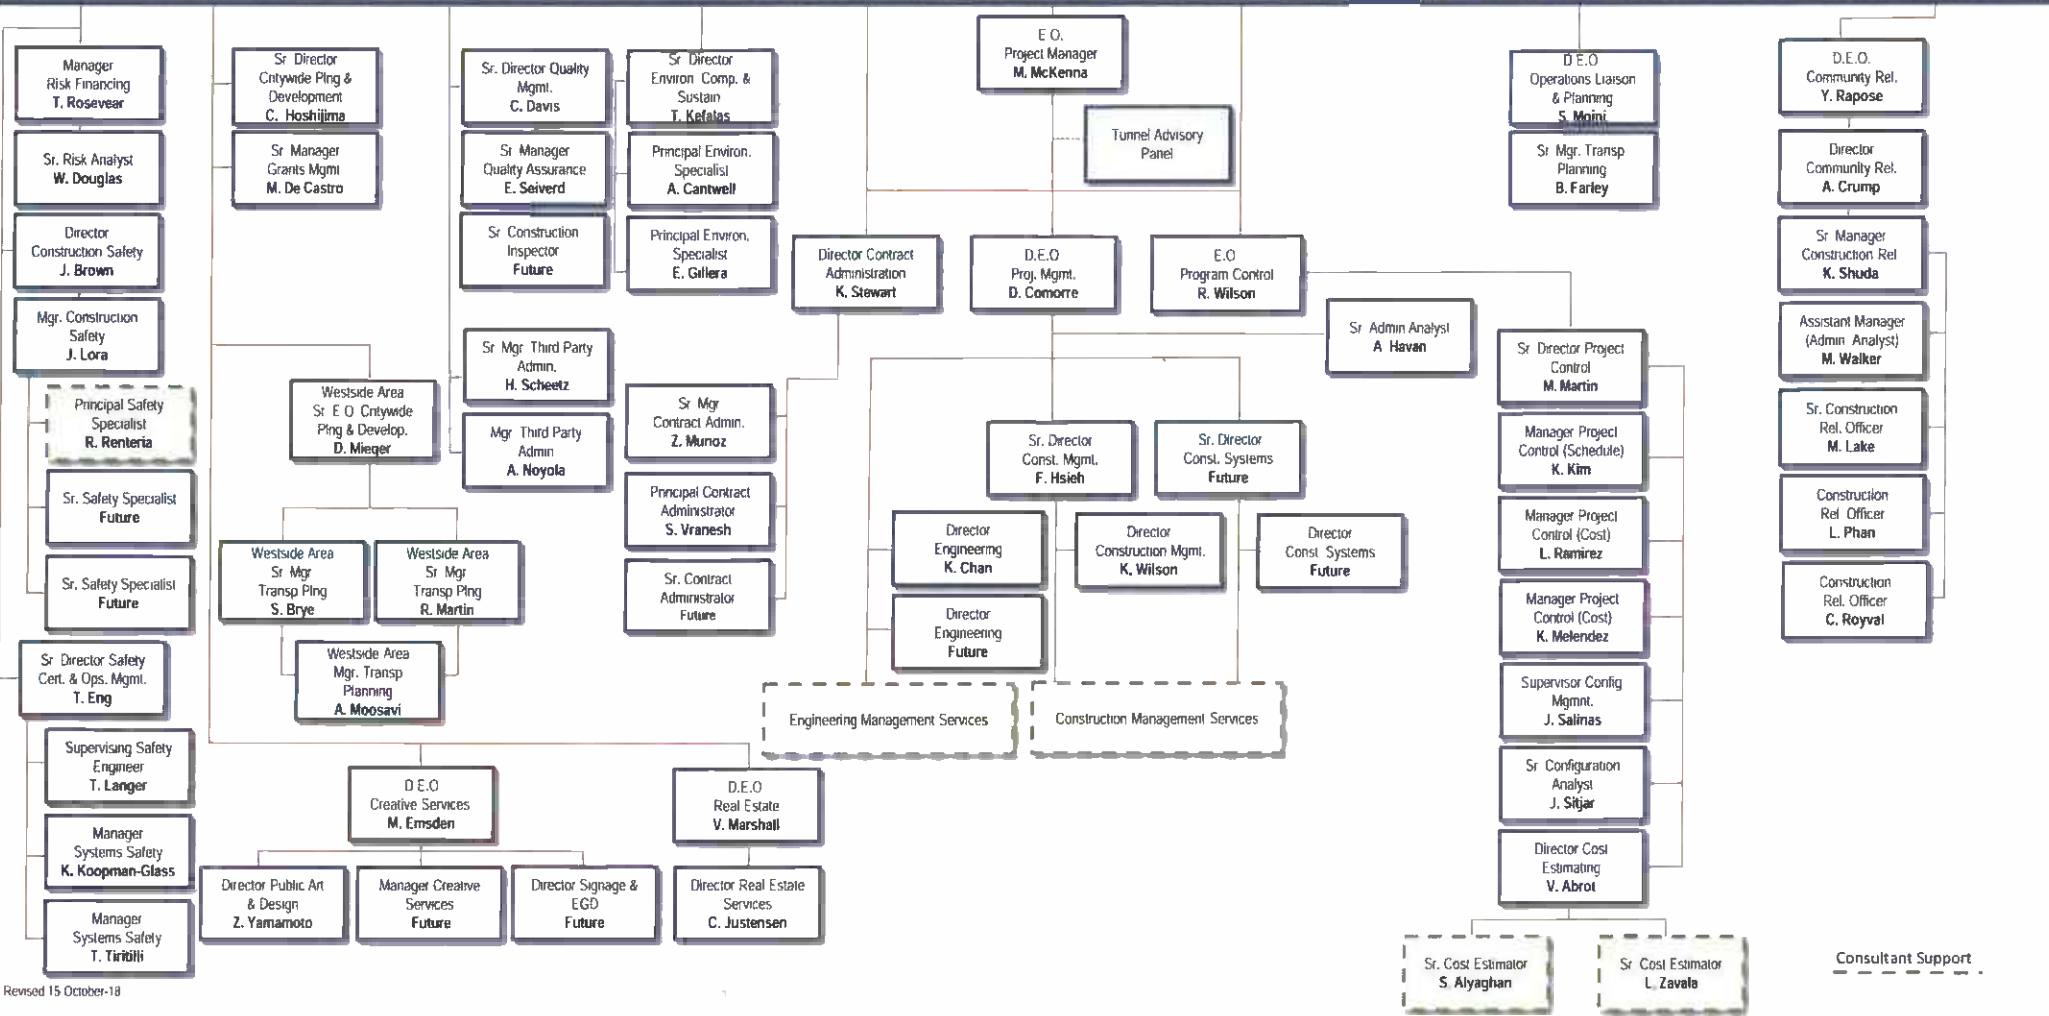 E O.
Project Manager
M. McKenna
Manager
Risk Financing
T. Rosevear
Sr Director
Cntywide Plng &
Development
C. Hoshijima
Sr. Director Quality
Mgmt.
C. Davis
Sr Director
Environ Comp. &
Sustain
T. Kefalas
D E.O
Operations Liaison
& Planning
S. Moini
D.E.O.
Community Rel.
Y. Rapose
Tunnel Advisory
Panel
Sr. Risk Analyst
W. Douglas
Sr Manager
Grants Mgmt
M. De Castro
Sr Manager
Quality Assurance
E. Seiverd
Principal Environ.
Specialist
A. Cantwell
Sr Mgr. Transp
Planning
B. Farley
Director
Community Rel.
A. Crump
Director
Construction Safety
J. Brown
Sr Construction
Inspector
Future
Principal Environ.
Specialist
E. Gillera
Director Contract
Administration
K. Stewart
D.E.O
Proj. Mgmt.
D. Comorre
E.O
Program Control
R. Wilson
Sr Manager
Construction Rel
K. Shuda
Mgr. Construction
Safety
J. Lora
Sr Mgr Third Party
Admin.
H. Scheetz
Sr Admin Analyst
A Havan
Sr Director Project
Control
M. Martin
Assistant Manager
(Admin Analyst)
M. Walker
Principal Safety
Specialist
R. Renteria
Westside Area
Sr E O Cntywide
Plng & Develop.
D. Mieger
Mgr Third Party
Admin
A. Noyola
Sr Mgr
Contract Admin.
Z. Munoz
Sr. Director
Const. Mgmt.
F. Hsieh
Sr. Director
Const. Systems
Future
Manager Project
Control (Schedule)
K. Kim
Sr. Construction
Rel. Officer
M. Lake
Sr. Safety Specialist
Future
Principal Contract
Administrator
S. Vranesh
Director
Engineering
K. Chan
Director
Construction Mgmt.
K. Wilson
Director
Const Systems
Future
Manager Project
Control (Cost)
L. Ramirez
Construction
Rel Officer
L. Phan
Sr. Safety Specialist
Future
Westside Area
Sr Mgr
Transp Plng
S. Brye
Westside Area
Sr Mgr
Transp Plng
R. Martin
Sr. Contract
Administrator
Future
Director
Engineering
Future
Manager Project
Control (Cost)
K. Melendez
Construction
Rel. Officer
C. Royval
Sr Director Safety
Cert. & Ops. Mgmt.
T. Eng
Westside Area
Mgr. Transp
Planning
A. Moosavi
Engineering Management Services
Construction Management Services
Supervisor Config
Mgmnt.
J. Salinas
Supervising Safety
Engineer
T. Langer
D E.O
Creative Services
M. Emsden
D.E.O
Real Estate
V. Marshall
Sr Configuration
Analyst
J. Sitjar
Manager
Systems Safety
K. Koopman-Glass
Director Public Art
& Design
Z. Yamamoto
Manager Creative
Services
Future
Director Signage &
EGD
Future
Director Real Estate
Services
C. Justensen
Director Cost
Estimating
V. Abrot
Manager
Systems Safety
T. Tiritilli
Sr. Cost Estimator
S. Alyaghan
Sr Cost Estimator
L. Zavala
Consultant Support
Revised 15 October-18